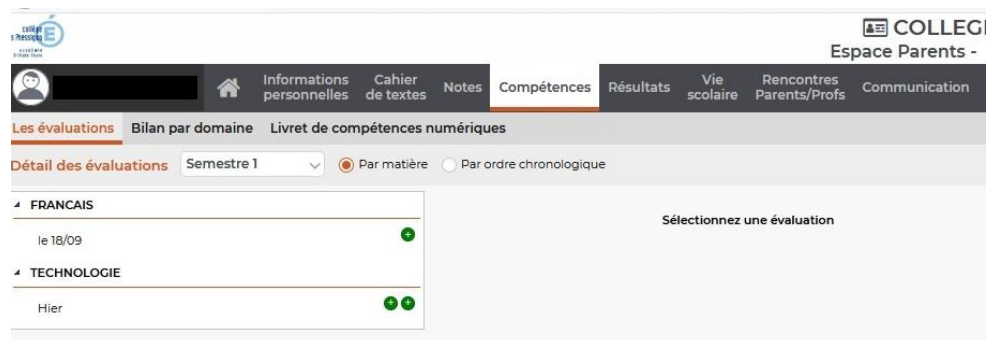 collège
COLLEGE
Espace Parents -
Informations personnelles
Cahier de textes
Notes
Compétences
Résultats
Vie scolaire
Rencontres Parents/Profs
Communication
Les évaluations Bilan par domaine Livret de compétences numériques
Détail des évaluations Semestre 1 Par matière Par ordre chronologique
FRANCAIS
le 18/09
TECHNOLOGIE
Hier
Sélectionnez une évaluation